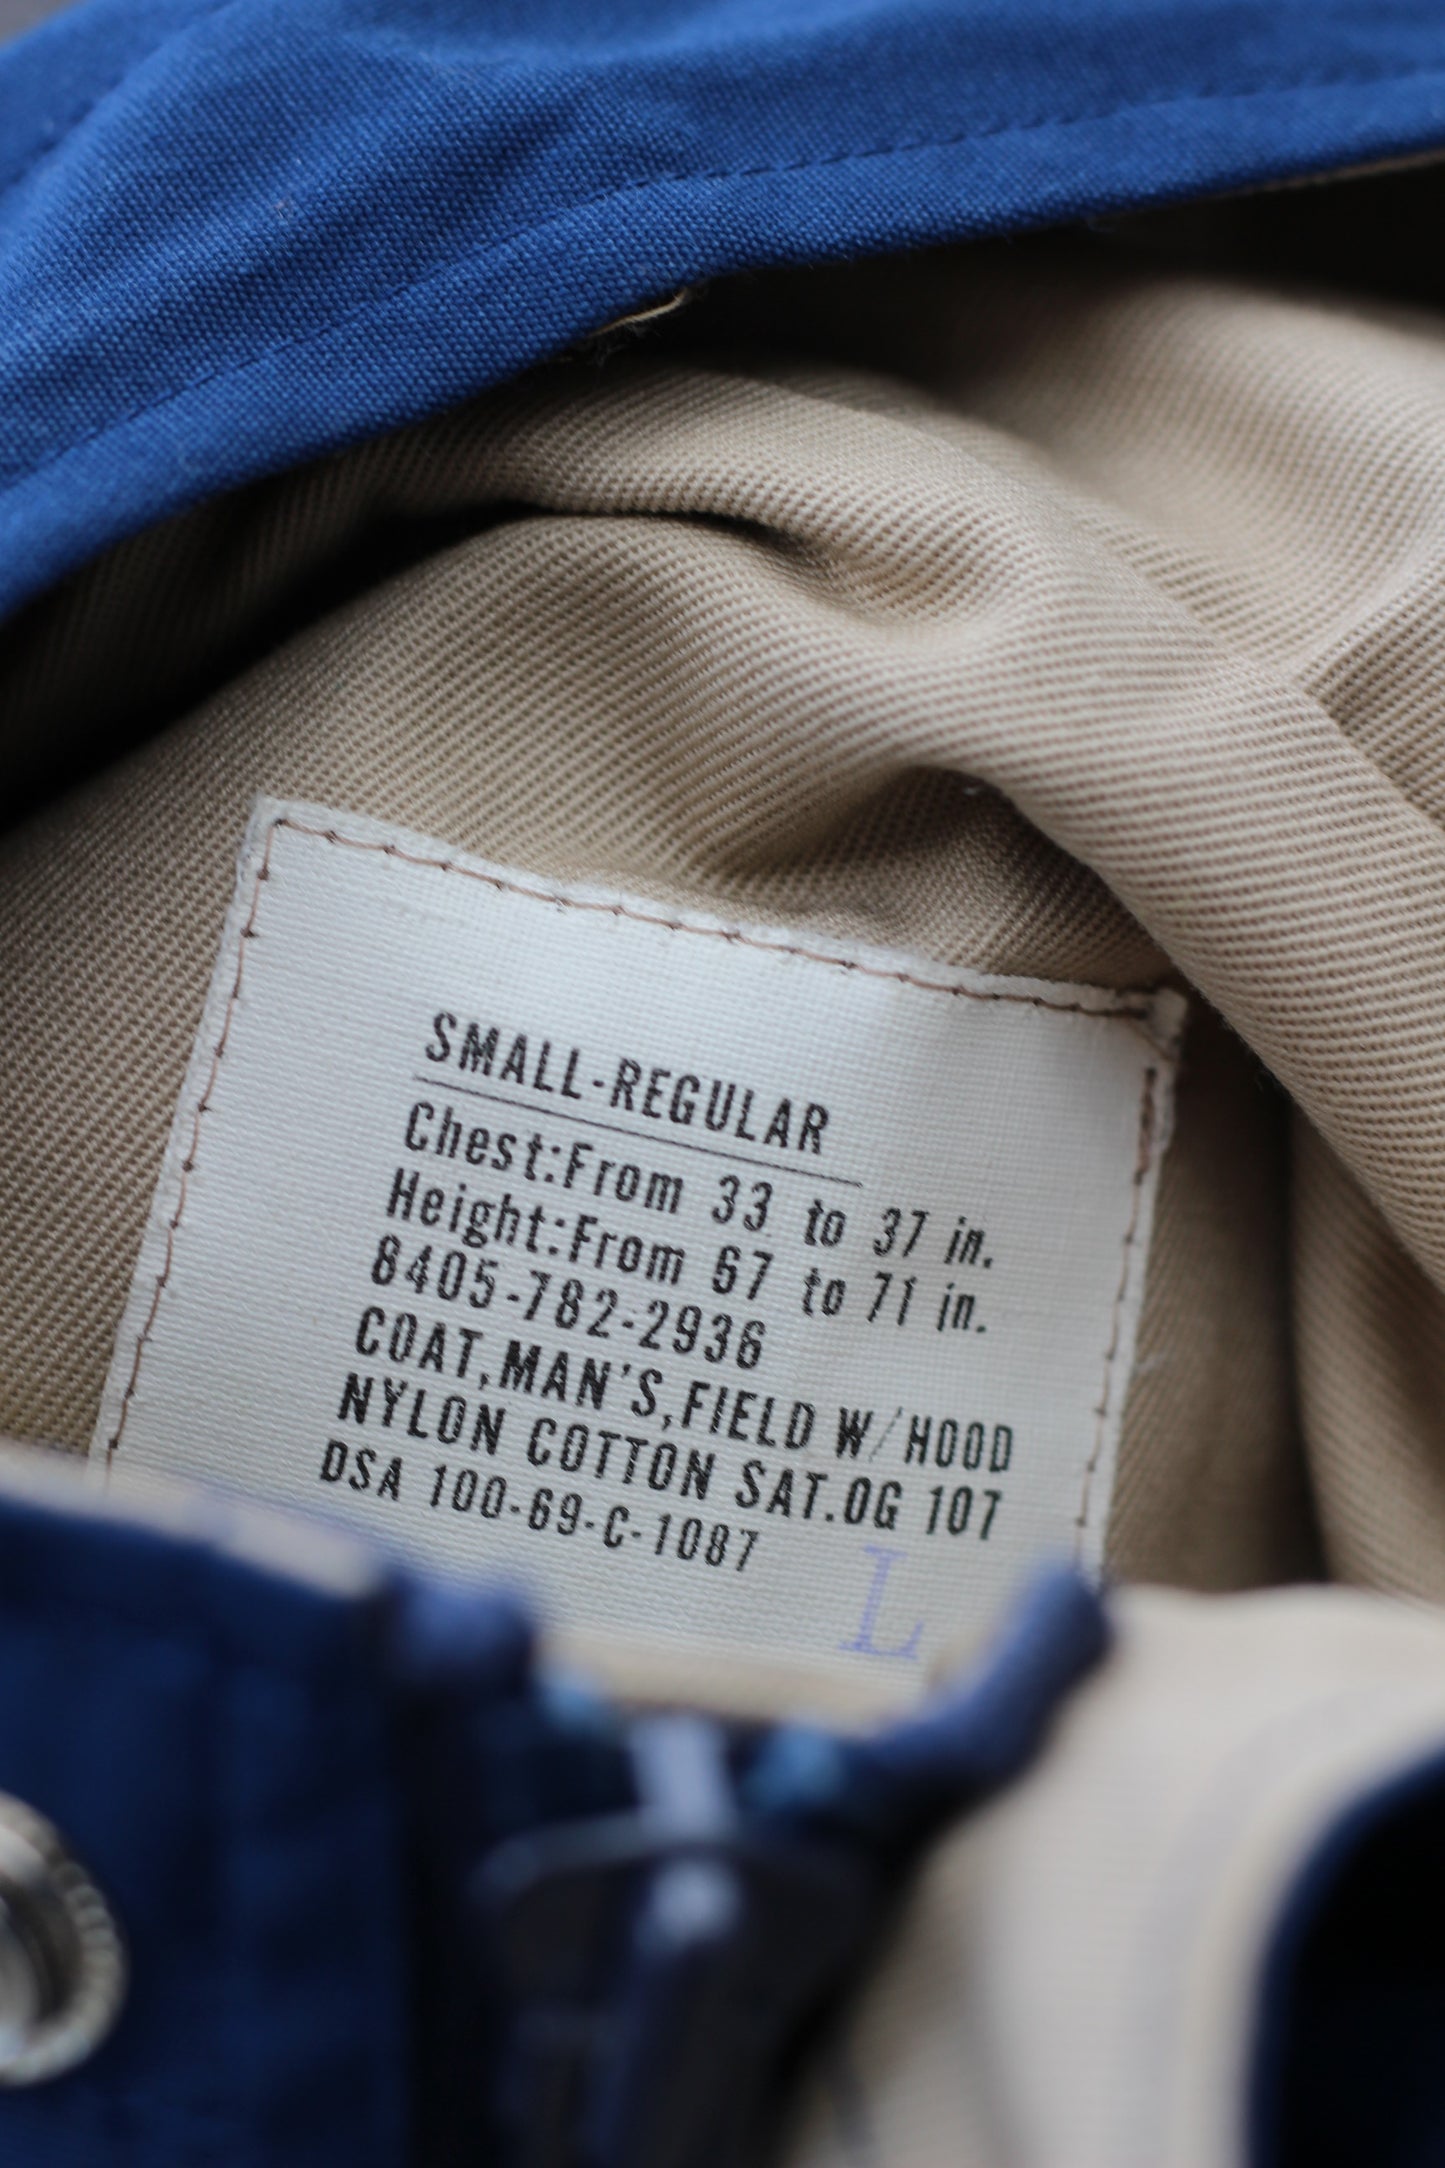 SMALL-REGULAR
Chest:From 33 to 37 in.
Height:From 67 to 71 in.
8405-782-2936
COAT,MAN'S,FIELD W/HOOD
NYLON COTTON SAT.OG 107
DSA 100-69-C-1087
L